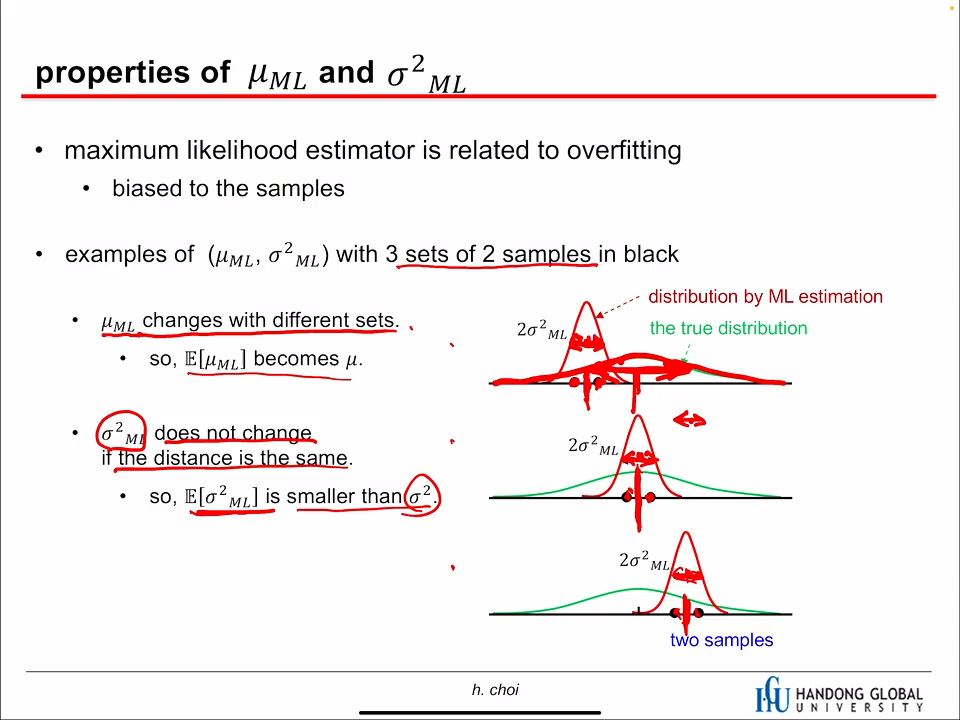 properties of μ_ML and σ²_ML
• maximum likelihood estimator is related to overfitting
• biased to the samples
• examples of (μ_ML, σ²_ML) with 3 sets of 2 samples in black
• μ_ML changes with different sets.
• so, 𝔼[μ_ML] becomes μ.
• σ²_ML does not change
if the distance is the same.
• so, 𝔼[σ²_ML] is smaller than σ².
distribution by ML estimation
the true distribution
2σ²_ML
2σ²_ML
2σ²_ML
two samples
h. choi
HANDONG GLOBAL
UNIVERSITY